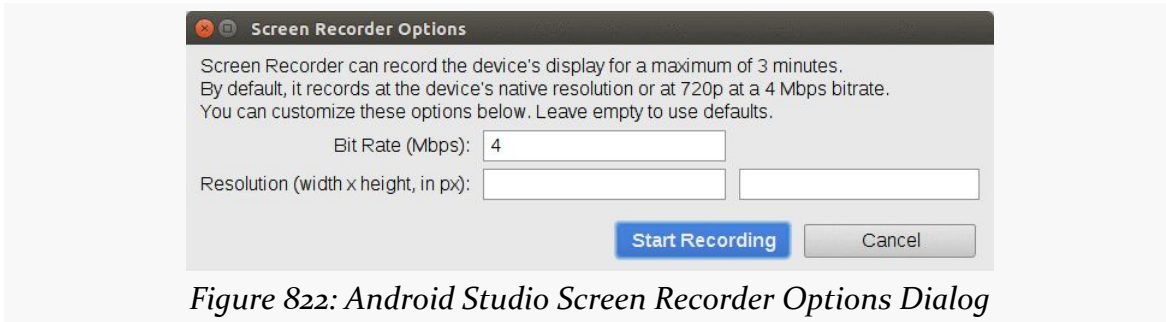 Screen Recorder Options
Screen Recorder can record the device's display for a maximum of 3 minutes.
By default, it records at the device's native resolution or at 720p at a 4 Mbps bitrate.
You can customize these options below. Leave empty to use defaults.
Bit Rate (Mbps): 4
Resolution (width x height, in px):
Start Recording Cancel
Figure 822: Android Studio Screen Recorder Options Dialog